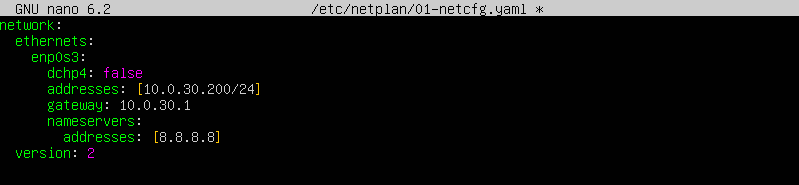 GNU nano 6.2 /etc/netplan/01-netcfg.yaml *
network:
  ethernets:
    enp0s3:
      dchp4: false
      addresses: [10.0.30.200/24]
      gateway: 10.0.30.1
      nameservers:
        addresses: [8.8.8.8]
  version: 2